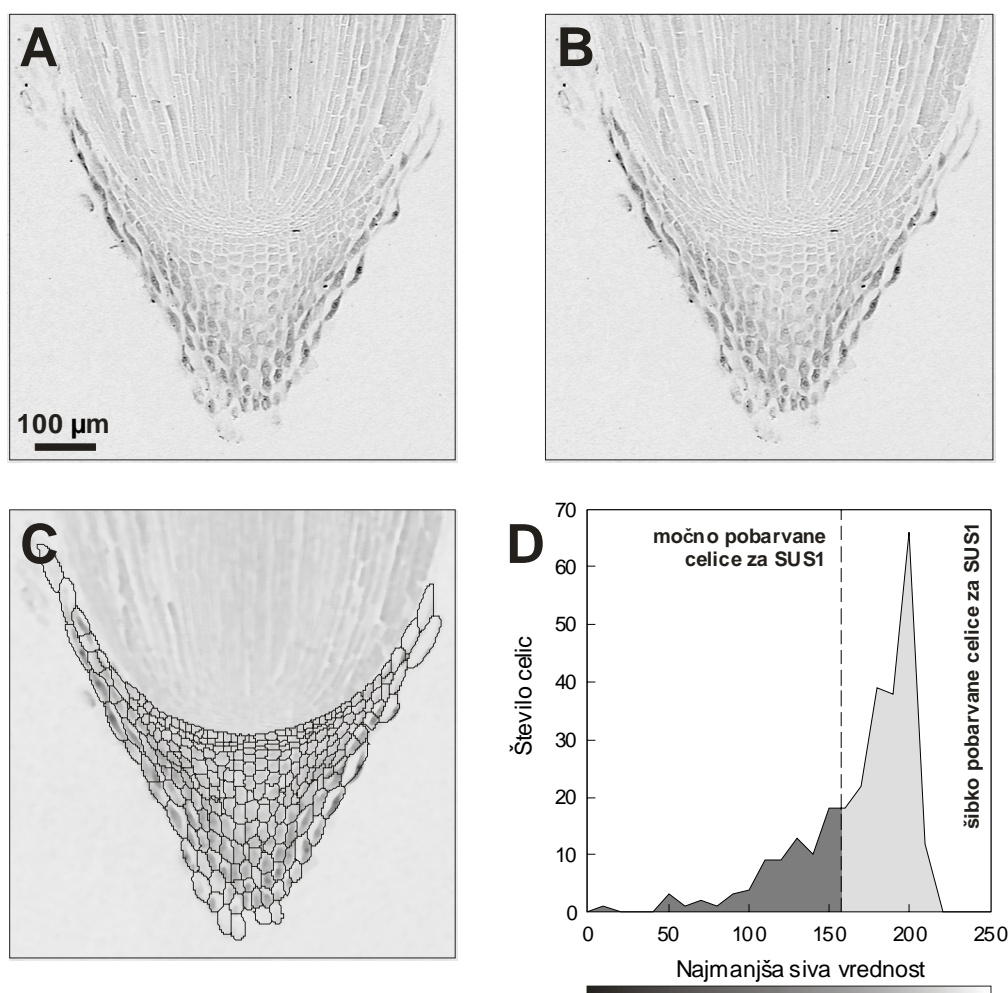 A
B
100 µm
C
D
70
60
50
40
30
20
10
0
Število celic
močno pobarvane
celice za SUS1
šibko pobarvane celice za SUS1
0 50 100 150 200 250
Najmanjša siva vrednost